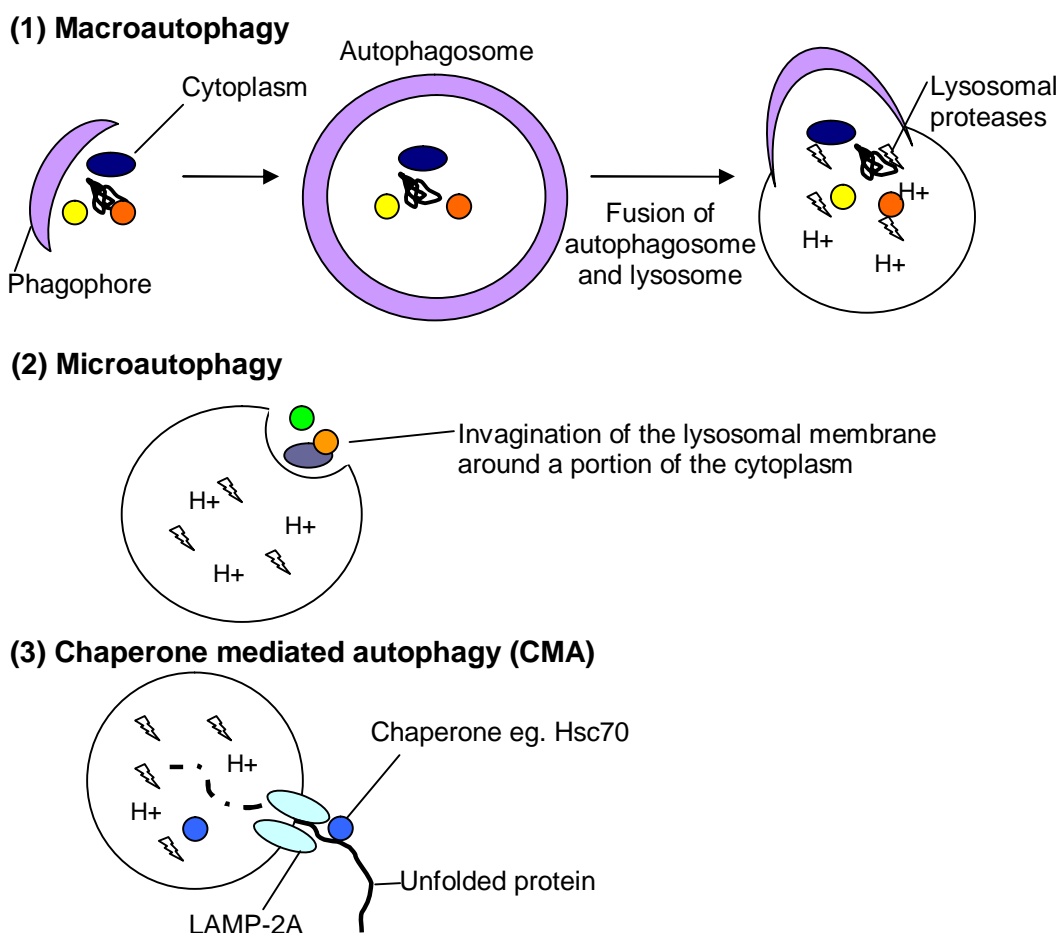 (1) Macroautophagy
Autophagosome
Cytoplasm
Lysosomal
proteases
Phagophore
Fusion of
autophagosome
and lysosome
H+
H+
H+
(2) Microautophagy
Invagination of the lysosomal membrane
around a portion of the cytoplasm
H+
H+
H+
(3) Chaperone mediated autophagy (CMA)
Chaperone eg. Hsc70
H+
H+
Unfolded protein
LAMP-2A